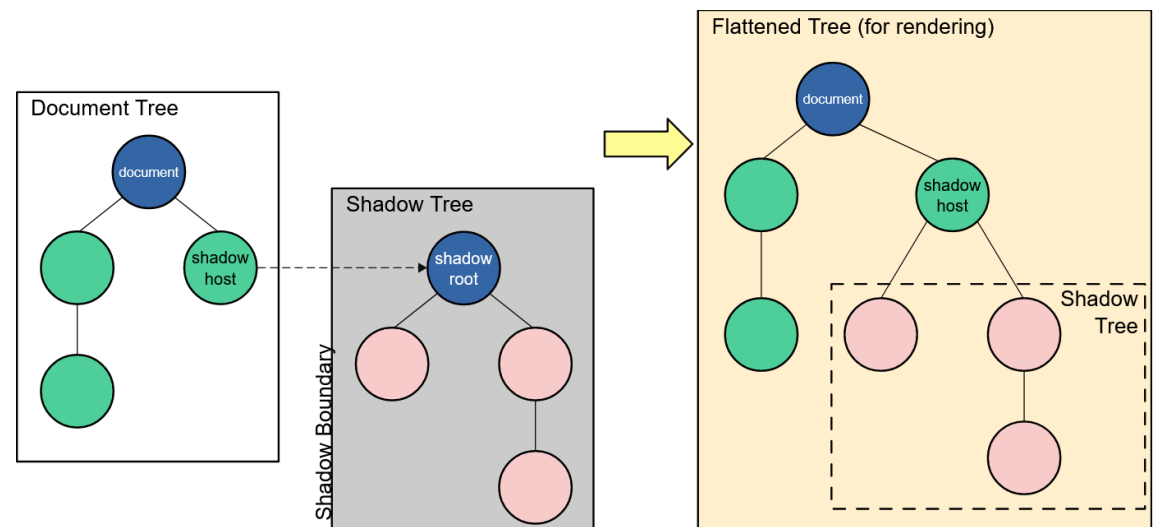 Document Tree
document
shadow
host
Shadow Tree
shadow
root
Shadow Boundary
Flattened Tree (for rendering)
document
shadow
host
Shadow
Tree